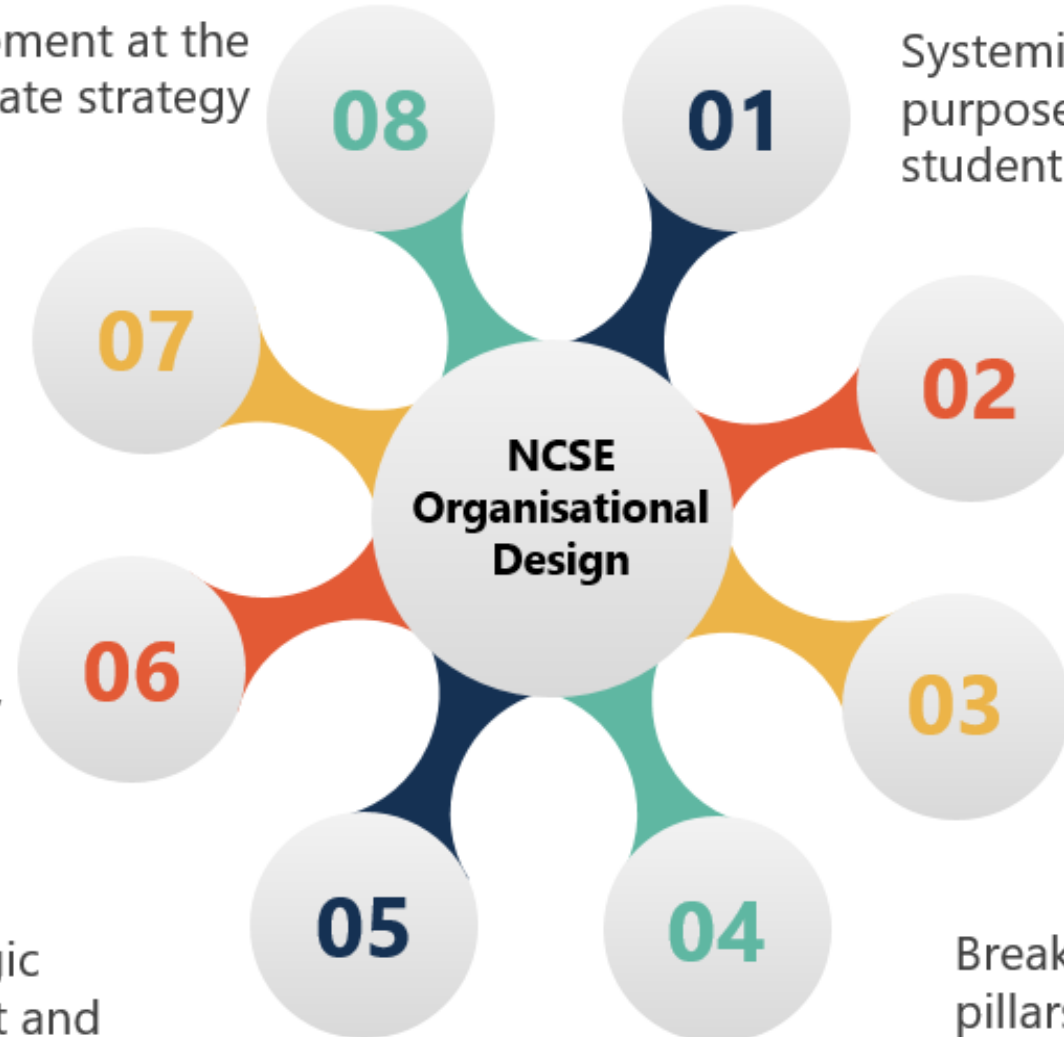 ement at the
ate strategy
08
01
Systemi
purpose
student
07
02
NCSE
Organisational
Design
06
03
05
04
gic
t and
Break
pillars